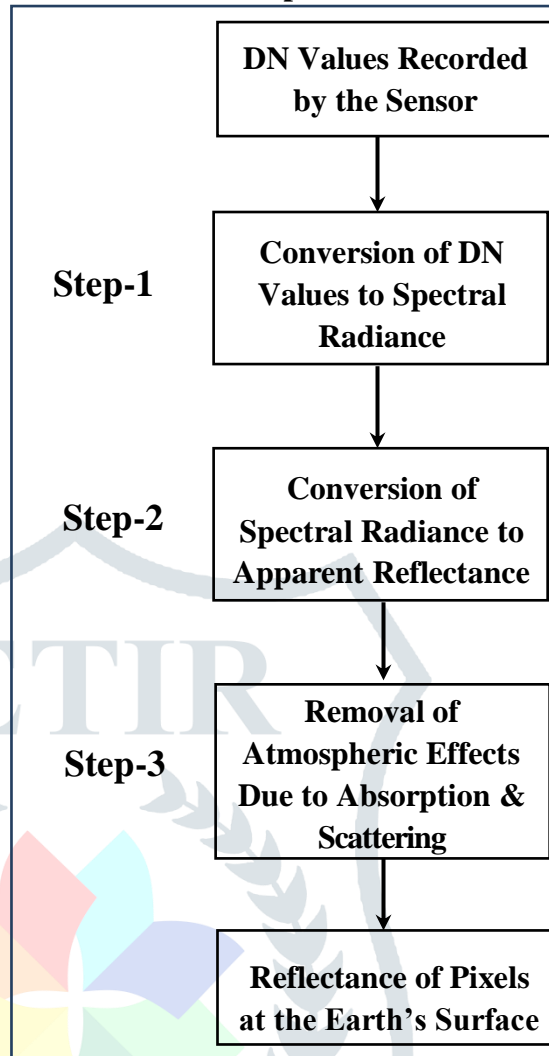 DN Values Recorded
by the Sensor
Step-1
Conversion of DN
Values to Spectral
Radiance
Step-2
Conversion of
Spectral Radiance to
Apparent Reflectance
Step-3
Removal of
Atmospheric Effects
Due to Absorption &
Scattering
Reflectance of Pixels
at the Earth’s Surface